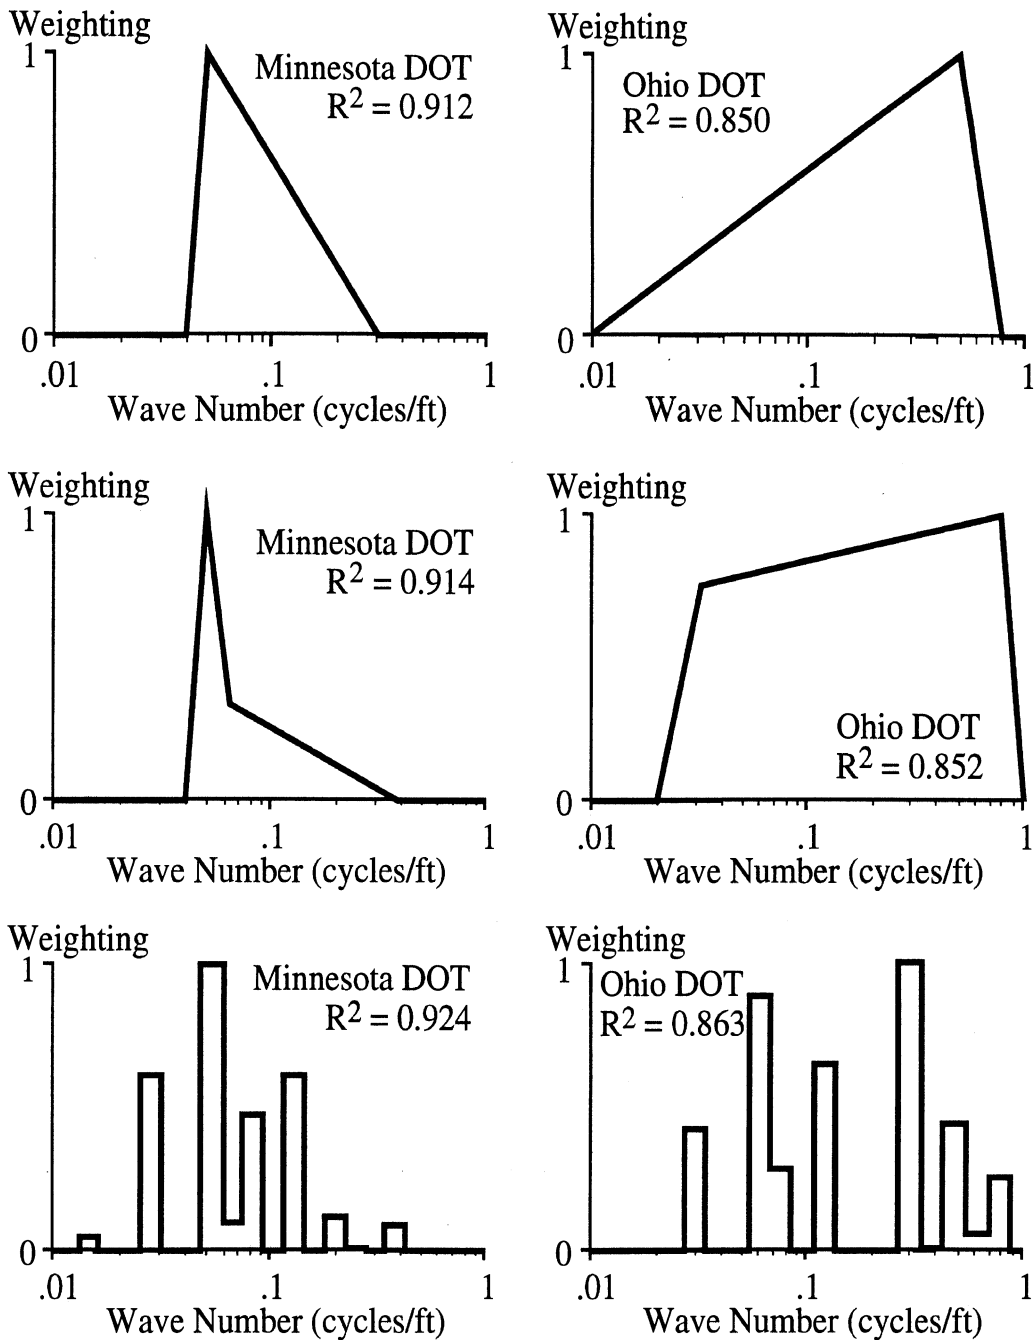 Weighting
1
Minnesota DOT
R² = 0.912
0
.01 .1 1
Wave Number (cycles/ft)
Weighting
1
Ohio DOT
R² = 0.850
0
.01 .1 1
Wave Number (cycles/ft)
Weighting
1
Minnesota DOT
R² = 0.914
0
.01 .1 1
Wave Number (cycles/ft)
Weighting
1
Ohio DOT
R² = 0.852
0
.01 .1 1
Wave Number (cycles/ft)
Weighting
1
Minnesota DOT
R² = 0.924
0
.01 .1 1
Wave Number (cycles/ft)
Weighting
1
Ohio DOT
R² = 0.863
0
.01 .1 1
Wave Number (cycles/ft)